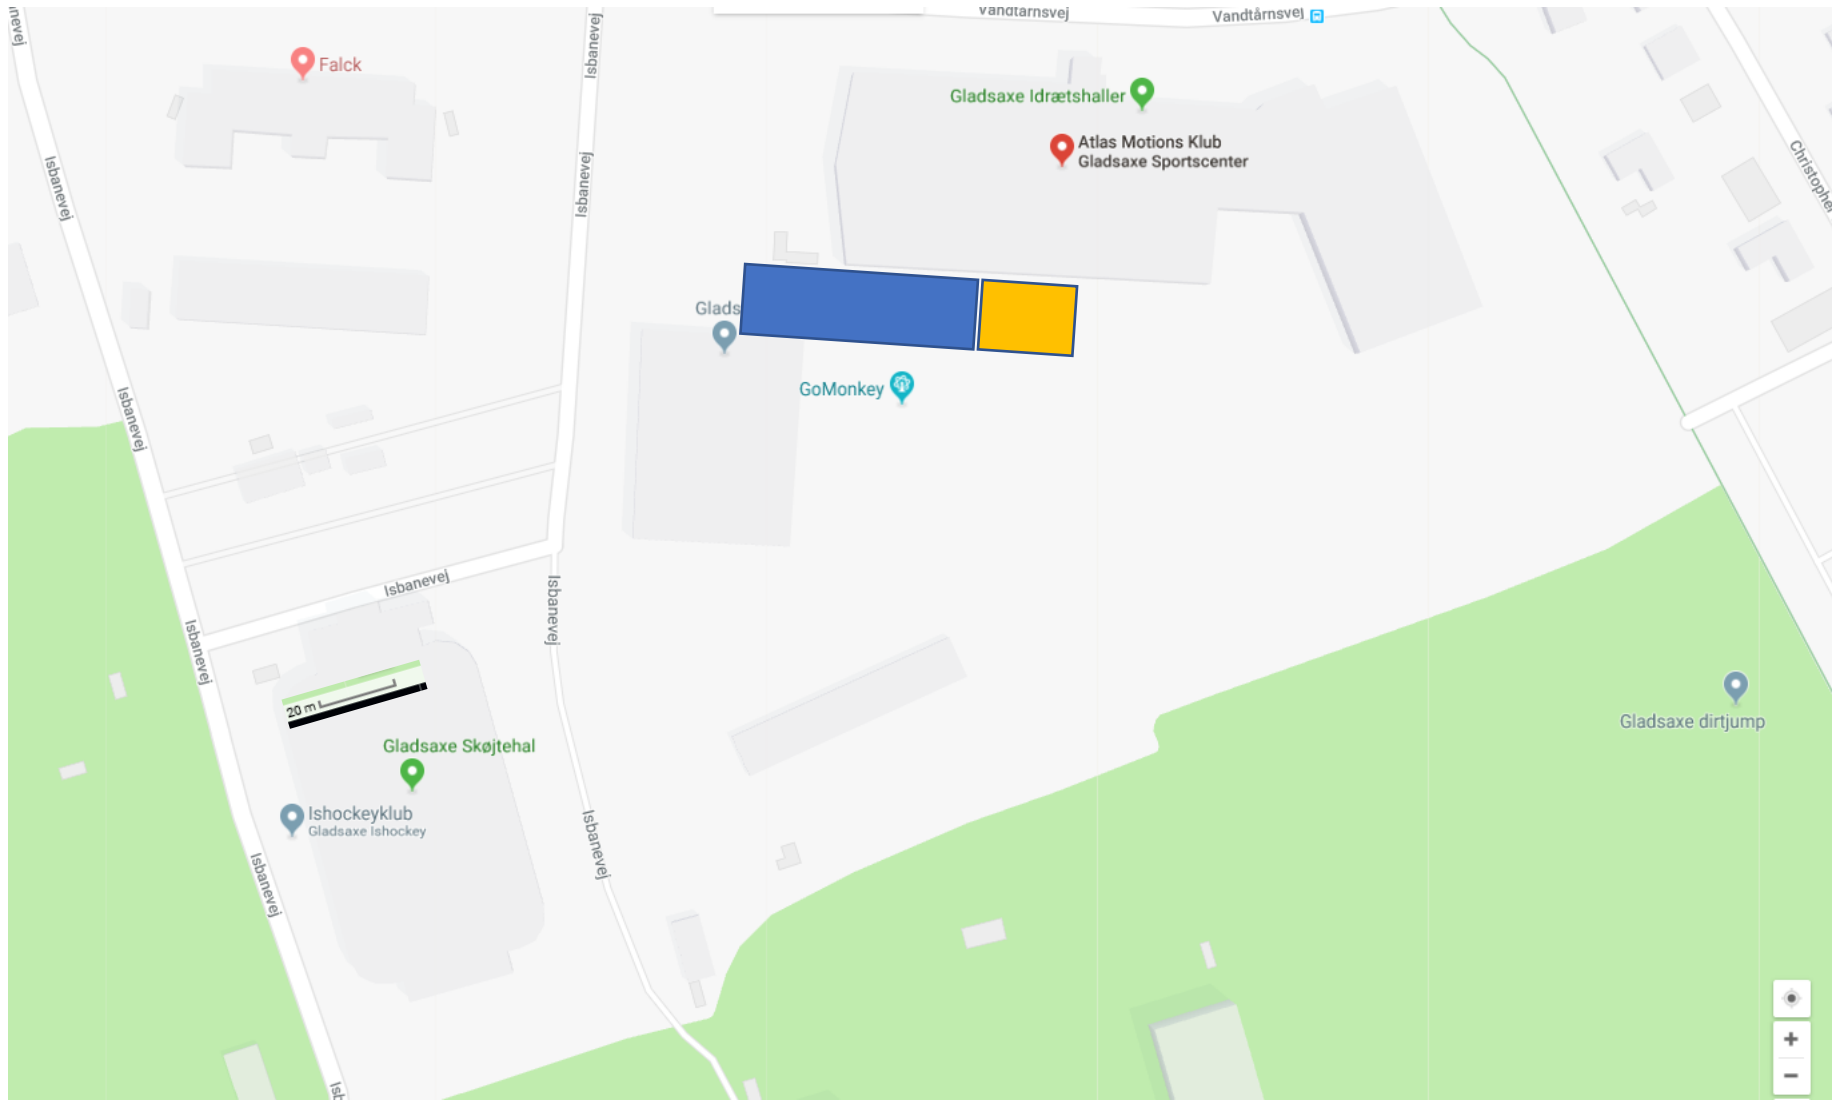 Vandtårnsvej
Vandtårnsvej
Isbanevej
Falck
Gladsaxe Idrætshaller
Atlas Motions Klub
Gladsaxe Sportscenter
Isbanevej
Isbanevej
Glads
GoMonkey
Isbanevej
Isbanevej
Isbanevej
Isbanevej
Isbanevej
20 m
Gladsaxe dirtjump
Gladsaxe Skøjtehal
Ishockeyklub
Gladsaxe Ishockey
Isbanevej
Isbanevej
+
−